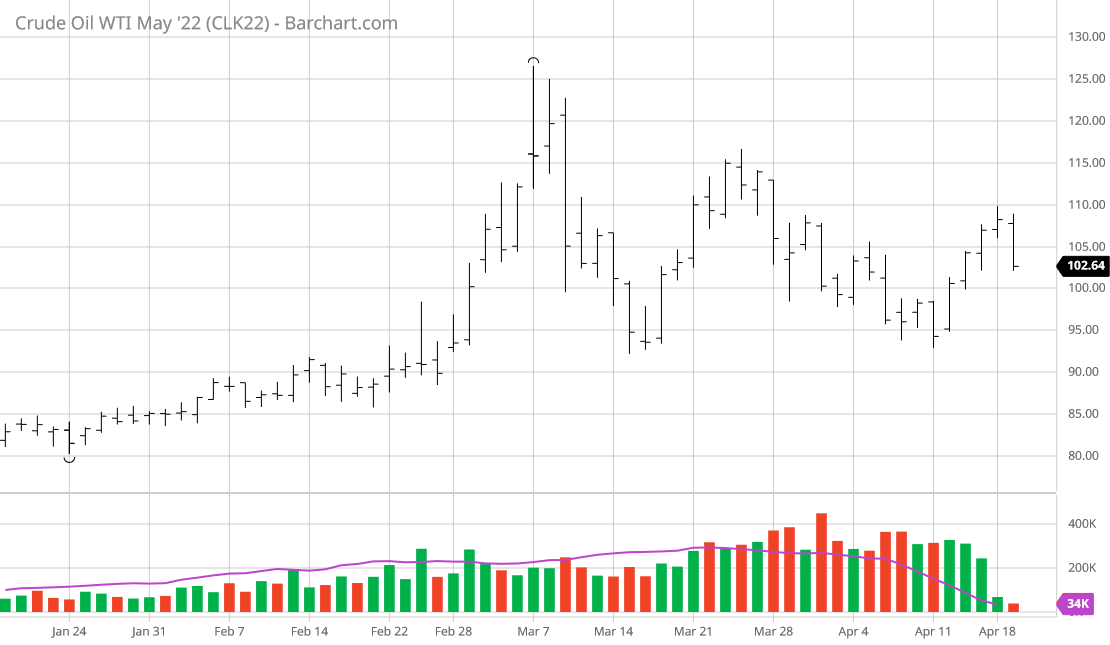 Crude Oil WTI May '22 (CLK22) - Barchart.com
130.00
125.00
120.00
115.00
110.00
105.00
102.64
100.00
95.00
90.00
85.00
80.00
400K
200K
34K
Jan 24 Jan 31 Feb 7 Feb 14 Feb 22 Feb 28 Mar 7 Mar 14 Mar 21 Mar 28 Apr 4 Apr 11 Apr 18